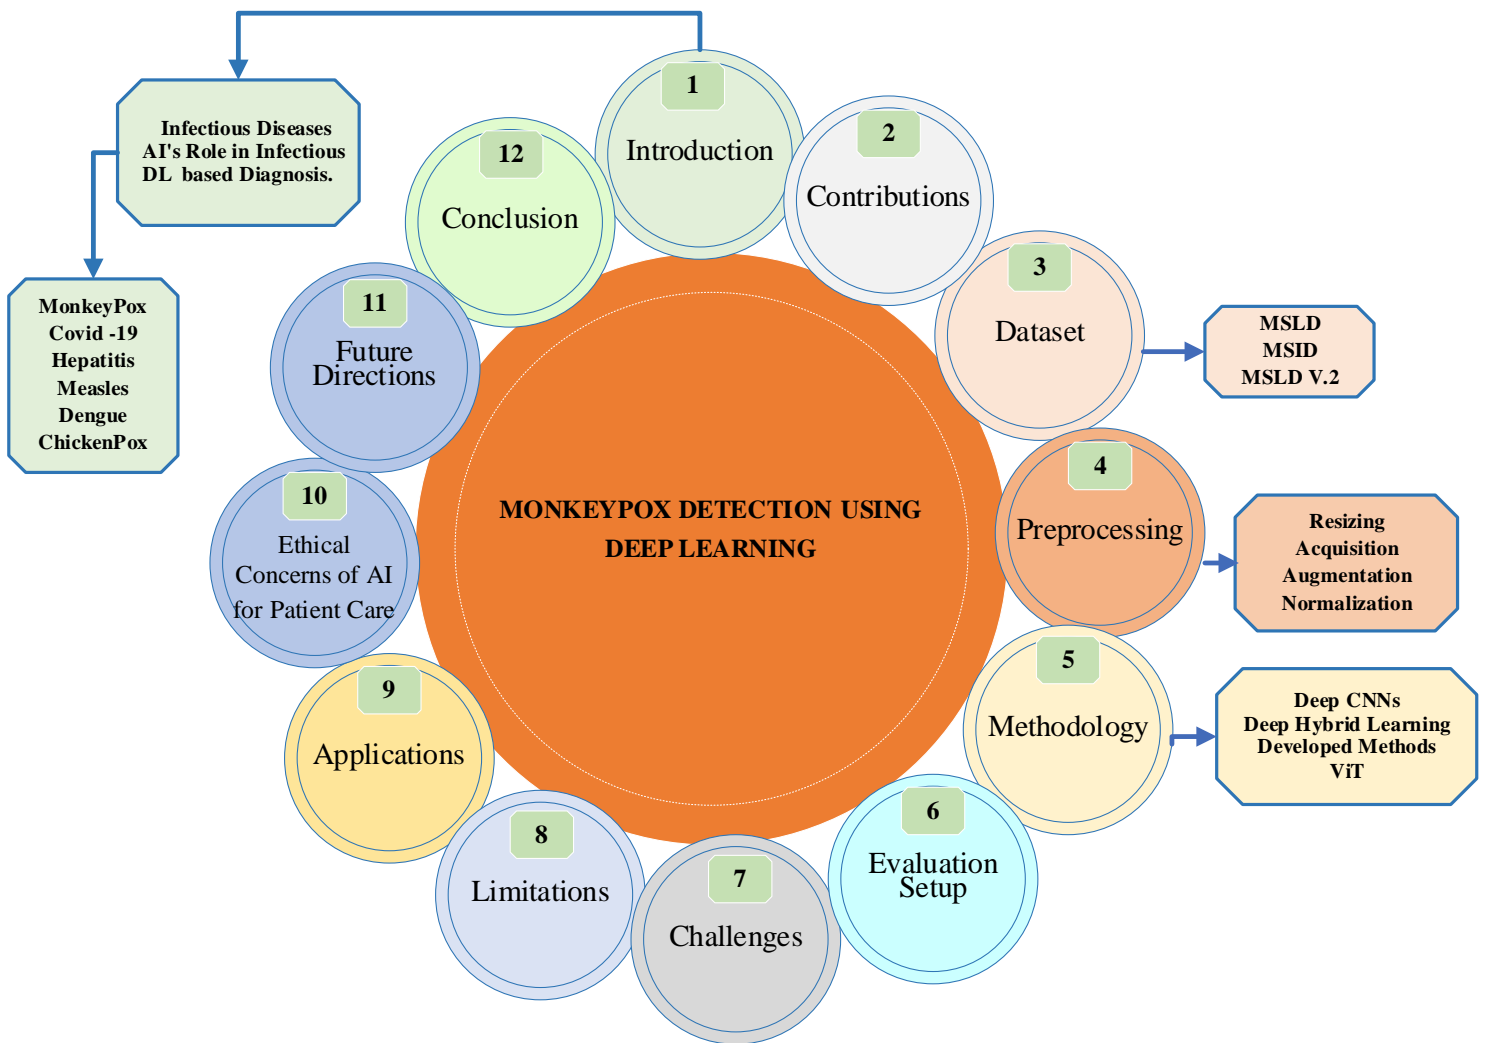 1
Introduction
2
Contributions
3
Dataset
4
Preprocessing
5
Methodology
6
Evaluation
Setup
7
Challenges
8
Limitations
9
Applications
10
Ethical
Concerns of AI
for Patient Care
11
Future
Directions
12
Conclusion
MONKEYPOX DETECTION USING
DEEP LEARNING
Infectious Diseases
AI's Role in Infectious
DL based Diagnosis.
MonkeyPox
Covid -19
Hepatitis
Measles
Dengue
ChickenPox
MSLD
MSID
MSLD V.2
Resizing
Acquisition
Augmentation
Normalization
Deep CNNs
Deep Hybrid Learning
Developed Methods
ViT